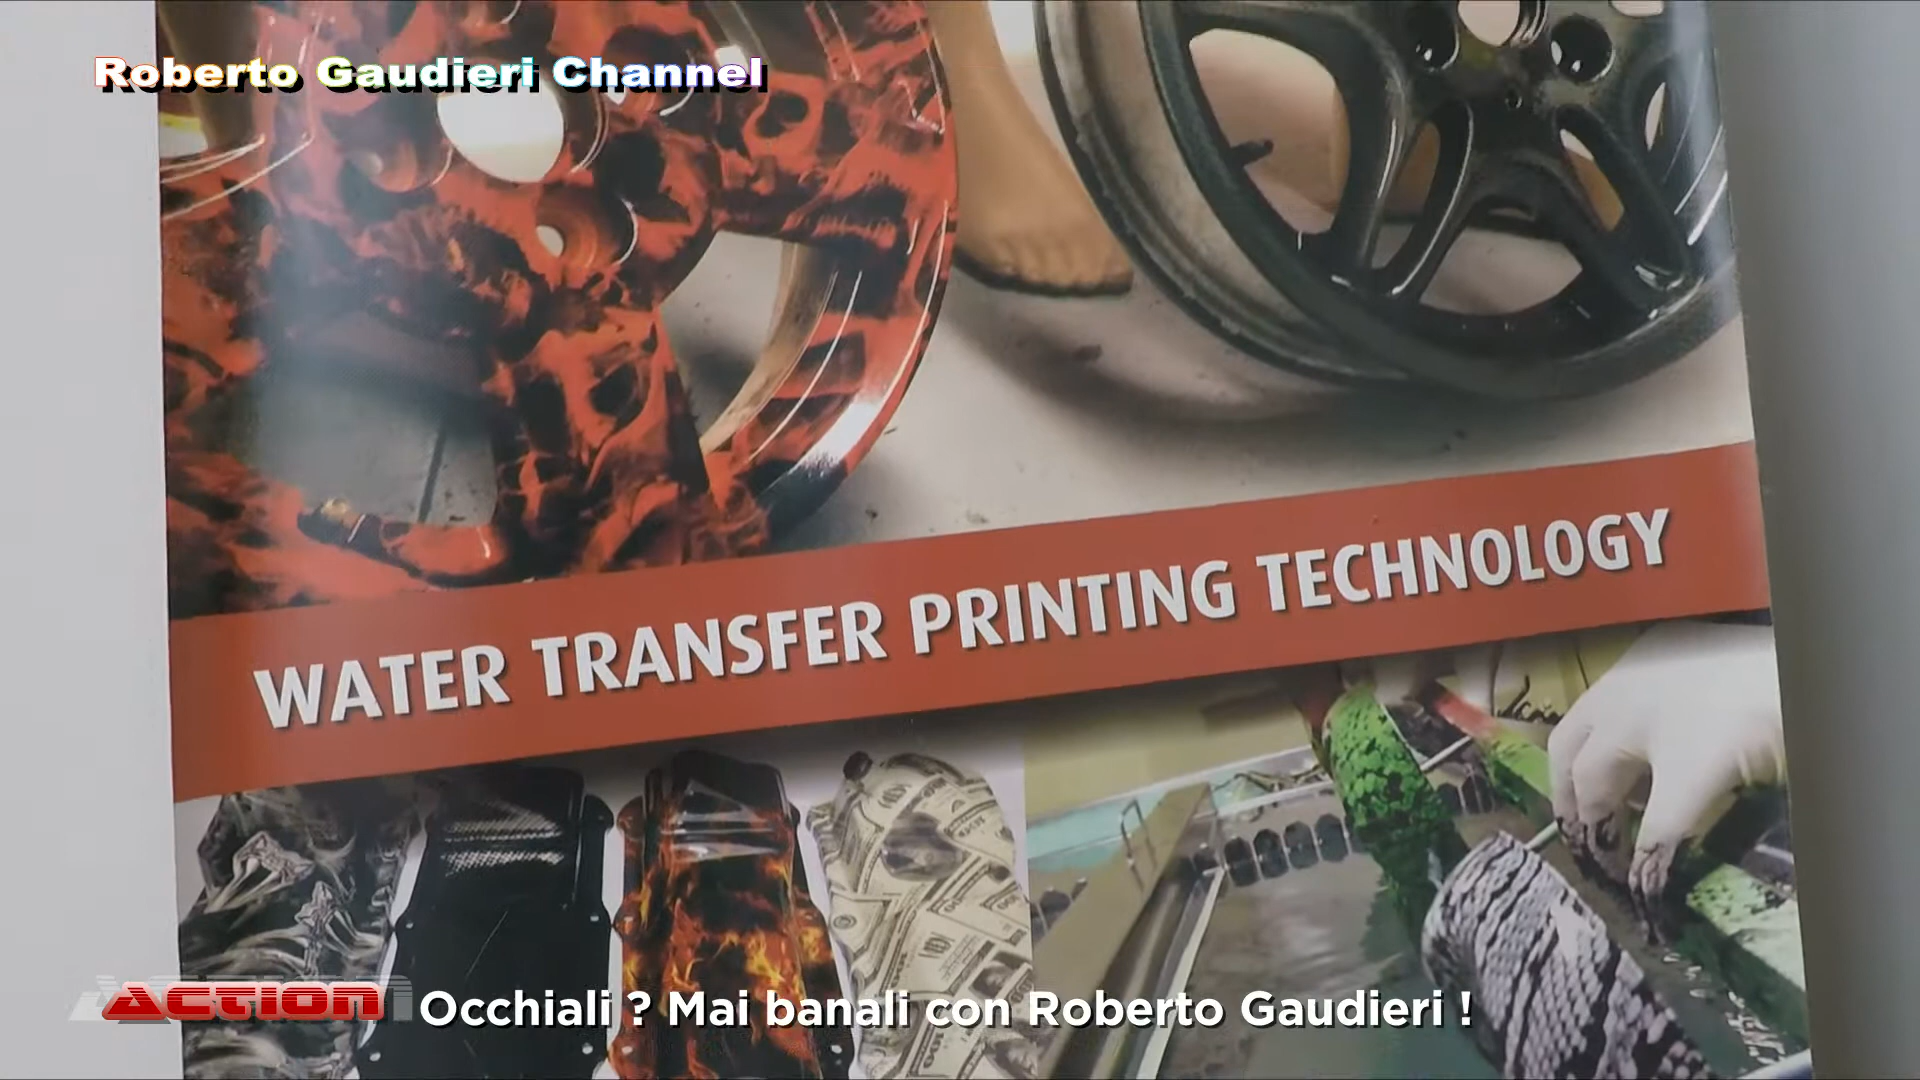 Roberto Gaudieri Channel
WATER TRANSFER PRINTING TECHNOLOGY
ACTION
Occhiali ? Mai banali con Roberto Gaudieri !